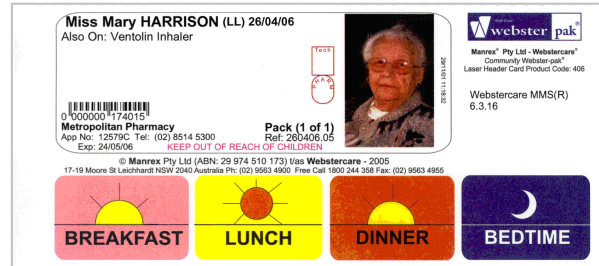 Miss Mary HARRISON (LL) 26/04/06
Also On: Ventolin Inhaler
Tech
PHARM
29/11/01 11:18:32
0 000000 174015
Metropolitan Pharmacy
Pack (1 of 1)
App No: 12579C Tel: (02) 8514 5300
Ref: 260406.05
Exp: 24/05/06
KEEP OUT OF REACH OF CHILDREN
webster pak®
Manrex® Pty Ltd - Webstercare®
Community Webster-pak®
Laser Header Card Product Code: 406
Webstercare MMS(R)
6.3.16
© Manrex Pty Ltd (ABN: 29 974 510 173) t/as Webstercare - 2005
17-19 Moore St Leichhardt NSW 2040 Australia Ph: (02) 9563 4900 Free Call 1800 244 358 Fax: (02) 9563 4955
BREAKFAST
LUNCH
DINNER
BEDTIME